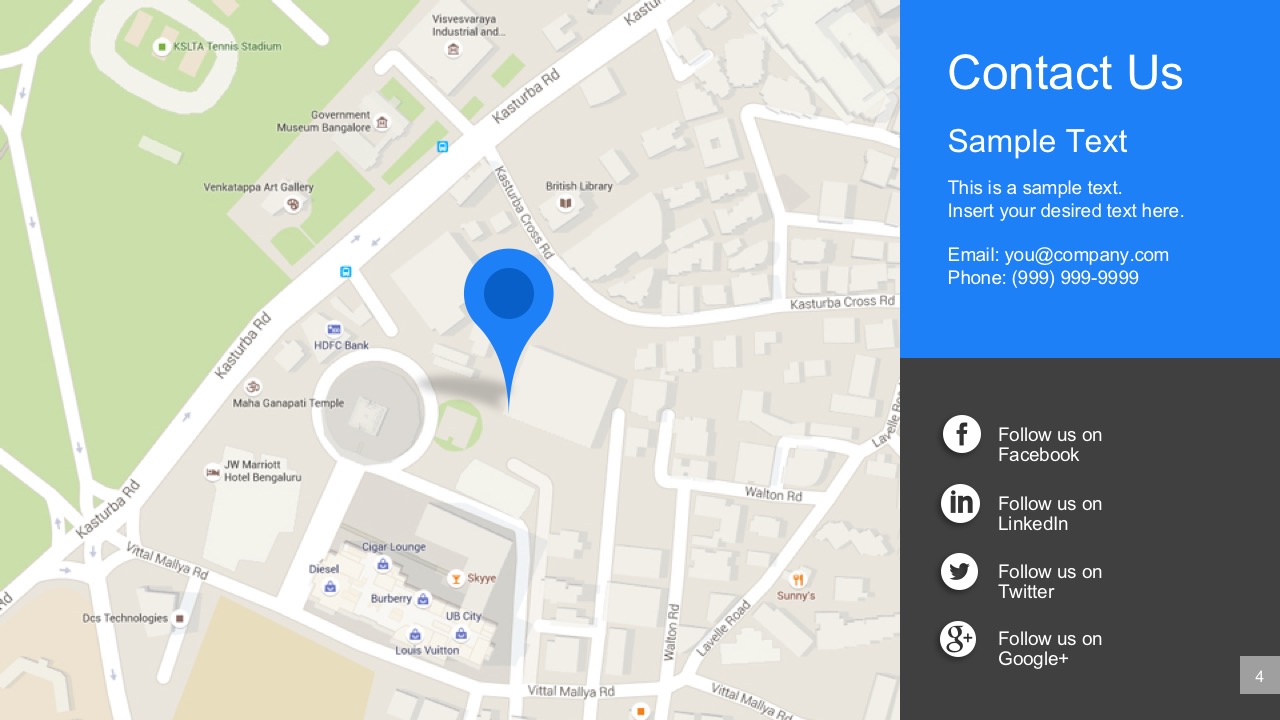 Visvesvaraya
Industrial and...
Kasturba Rd
KSLTA Tennis Stadium
Government
Museum Bangalore
Venkatappa Art Gallery
British Library
Kasturba Cross Rd
Kasturba Cross Rd
Kasturba Rd
HDFC Bank
Maha Ganapati Temple
JW Marriott
Hotel Bengaluru
Lavelle
Walton Rd
Kasturba Rd
Vittal Mallya Rd
Cigar Lounge
Diesel
Skyye
Burberry
UB City
Louis Vuitton
Sunny's
Dcs Technologies
Rd
Walton Rd
Lavelle Road
Vittal Mallya Rd
Vittal Mallya Rd
Contact Us
Sample Text
This is a sample text.
Insert your desired text here.
Email: you@company.com
Phone: (999) 999-9999
f
Follow us on
Facebook
in
Follow us on
LinkedIn
Follow us on
Twitter
g+
Follow us on
Google+
4